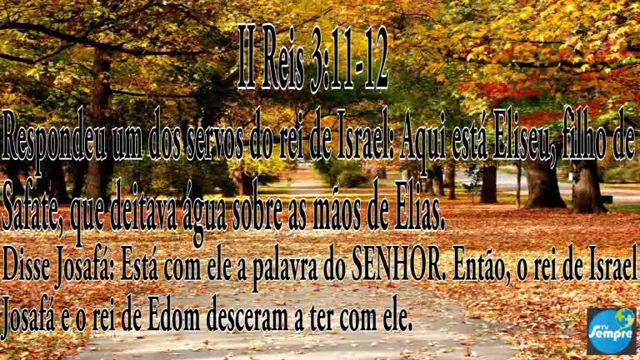 II Reis 3:11-12
Respondeu um dos servos do rei de Israel: Aqui está Eliseu, filho de
Safate, que deitava água sobre as mãos de Elias.
Disse Josafá: Está com ele a palavra do SENHOR. Então, o rei de Israel
Josafá e o rei de Edom desceram a ter com ele.
TV
Sempre